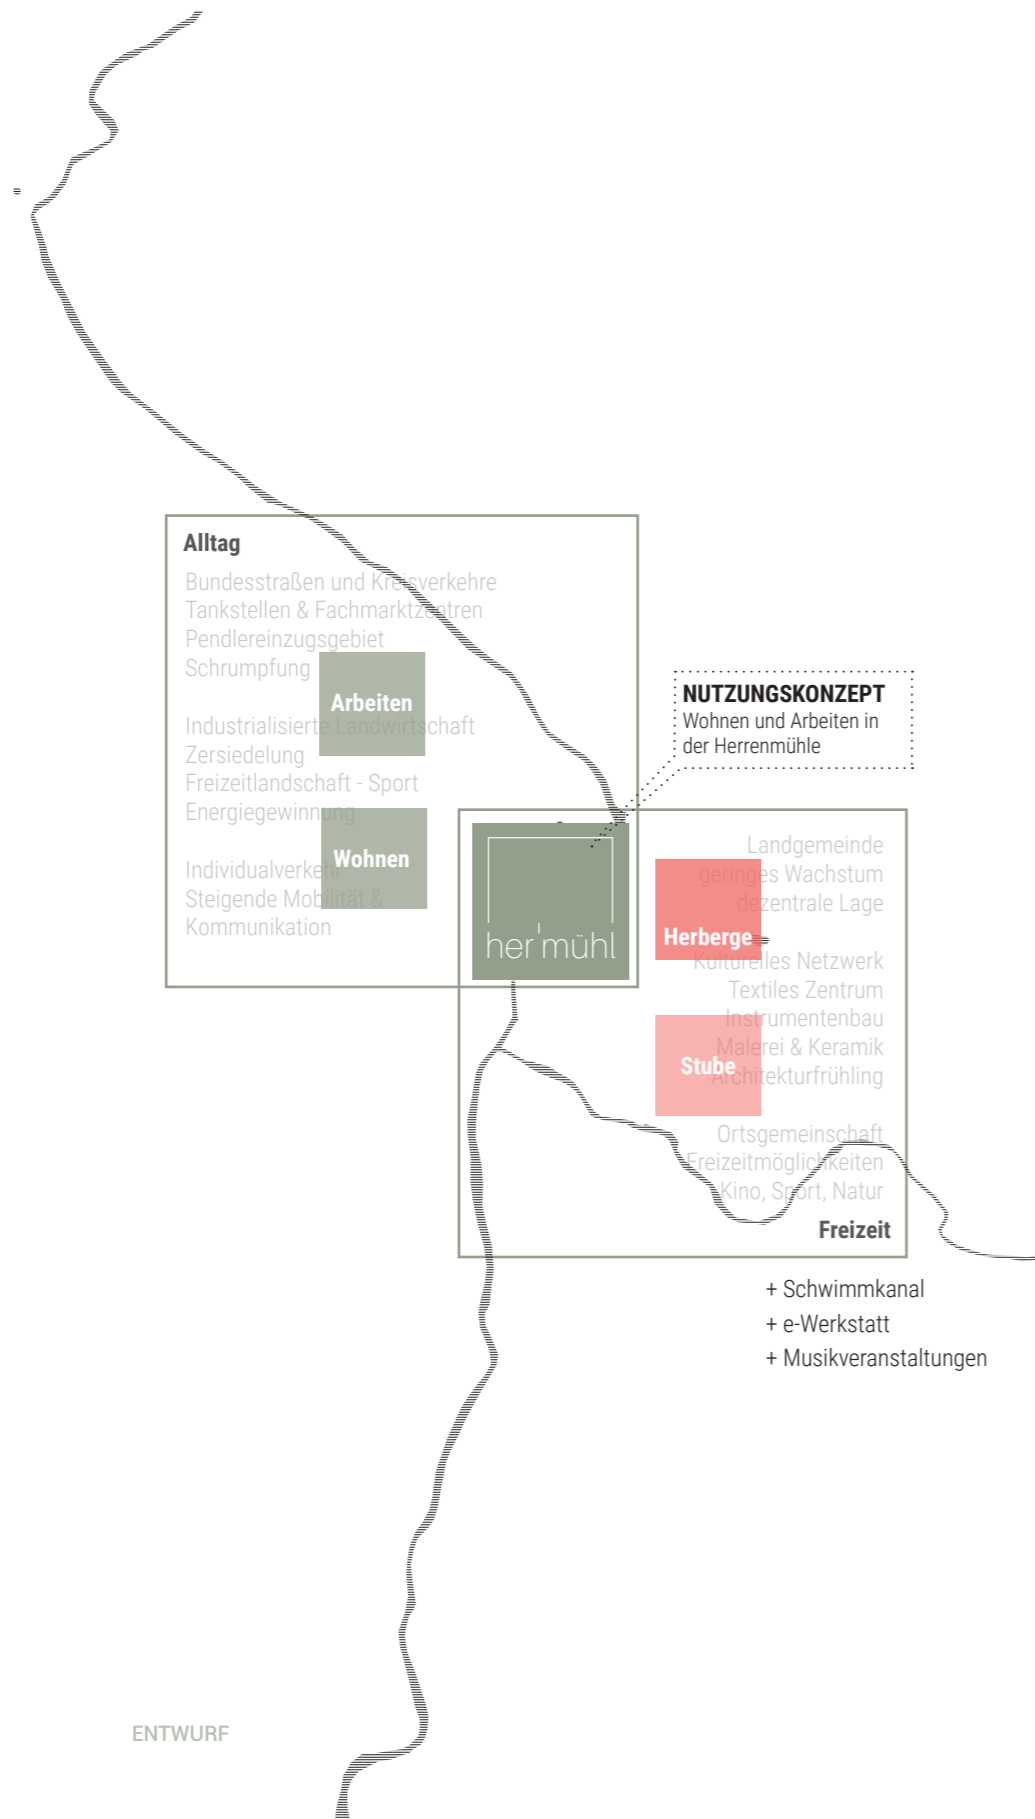 Alltag
Bundesstraßen und Kreisverkehre
Tankstellen & Fachmarktzentren
Pendlereinzugsgebiet
Schrumpfung
Arbeiten
Industrialisierte Landwirtschaft
Zersiedelung
Freizeitlandschaft - Sport
Energiegewinnung
Wohnen
Individualverkehr
Steigende Mobilität &
Kommunikation
NUTZUNGSKONZEPT
Wohnen und Arbeiten in
der Herrenmühle
her'mühl
Landgemeinde
geringes Wachstum
dezentrale Lage
Herberge
Kulturelles Netzwerk
Textiles Zentrum
Instrumentenbau
Malerei & Keramik
Stube
Architekturfrühling
Ortsgemeinschaft
Freizeitmöglichkeiten
Kino, Sport, Natur
Freizeit
+ Schwimmkanal
+ e-Werkstatt
+ Musikveranstaltungen
ENTWURF